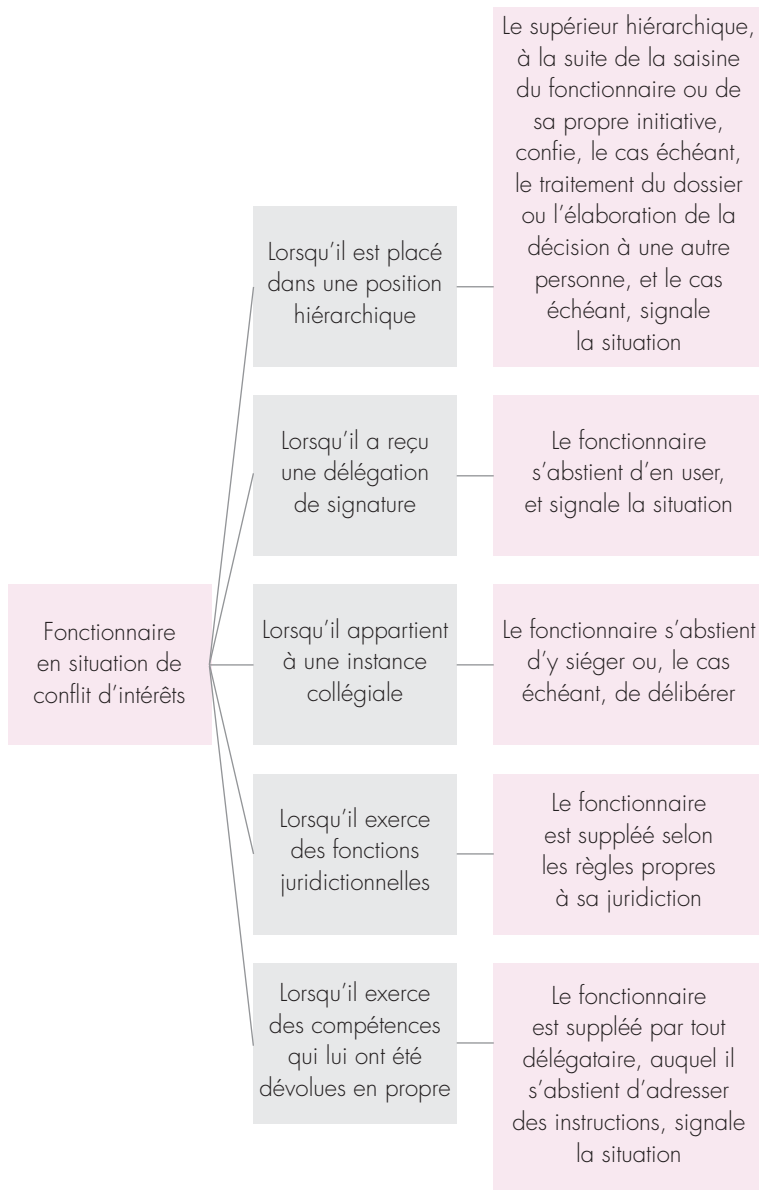 Fonctionnaire
en situation de
conflit d'intérêts
Lorsqu'il est placé
dans une position
hiérarchique
Le supérieur hiérarchique,
à la suite de la saisine
du fonctionnaire ou de
sa propre initiative,
confie, le cas échéant,
le traitement du dossier
ou l'élaboration de la
décision à une autre
personne, et le cas
échéant, signale
la situation
Lorsqu'il a reçu
une délégation
de signature
Le fonctionnaire
s'abstient d'en user,
et signale la situation
Lorsqu'il appartient
à une instance
collégiale
Le fonctionnaire s'abstient
d'y siéger ou, le cas
échéant, de délibérer
Lorsqu'il exerce
des fonctions
juridictionnelles
Le fonctionnaire
est suppléé selon
les règles propres
à sa juridiction
Lorsqu'il exerce
des compétences
qui lui ont été
dévolues en propre
Le fonctionnaire
est suppléé par tout
délégataire, auquel il
s'abstient d'adresser
des instructions, signale
la situation